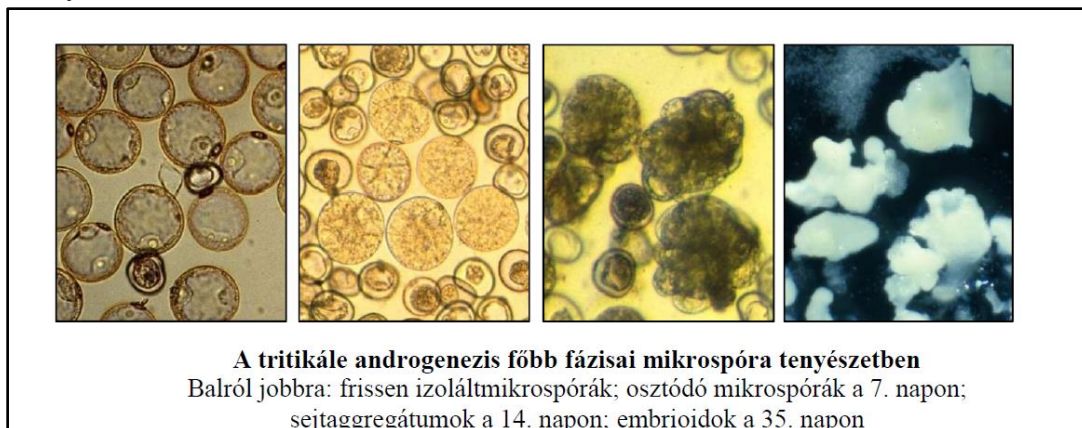 A tritikále androgenezis főbb fázisai mikrospóra tenyészetben
Balról jobbra: frissen izoláltmikrospórák; osztódó mikrospórák a 7. napon;
sejtaggregátumok a 14. napon; embrioidok a 35. napon